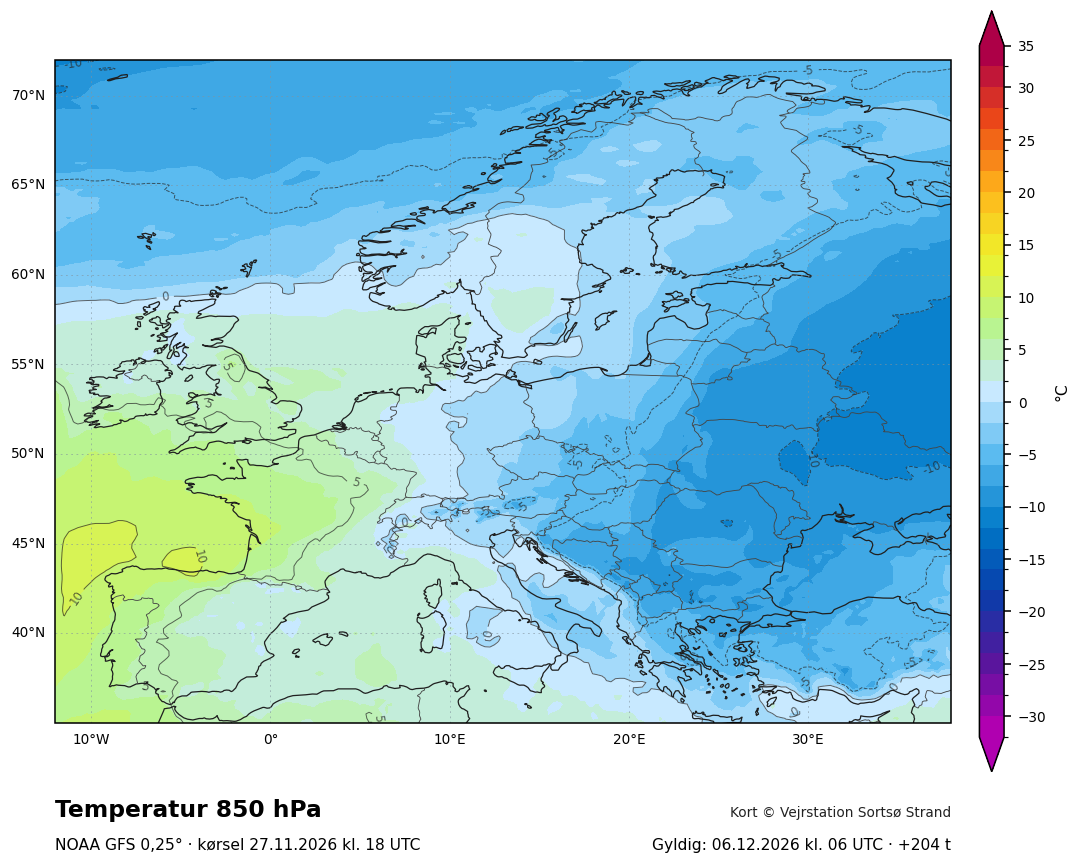 70°N
65°N
60°N
55°N
50°N
45°N
40°N
10°W
0°
10°E
20°E
30°E
35
30
25
20
15
10
5
0
−5
−10
−15
−20
−25
−30
°C
Temperatur 850 hPa
Kort © Vejrstation Sortsø Strand
NOAA GFS 0,25° · kørsel 27.11.2026 kl. 18 UTC
Gyldig: 06.12.2026 kl. 06 UTC · +204 t